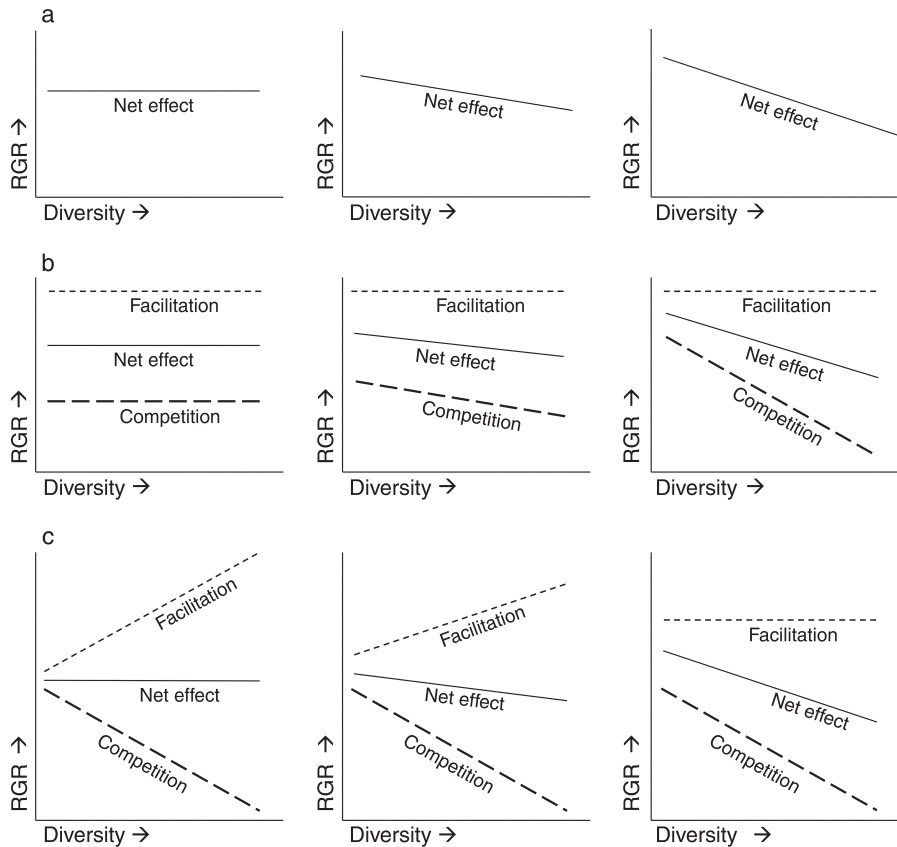 a
RGR →
Net effect
Diversity →
RGR →
Net effect
Diversity →
RGR →
Net effect
Diversity →
b
RGR →
Facilitation
Net effect
Competition
Diversity →
RGR →
Facilitation
Net effect
Competition
Diversity →
RGR →
Facilitation
Net effect
Competition
Diversity →
c
RGR →
Facilitation
Net effect
Competition
Diversity →
RGR →
Facilitation
Net effect
Competition
Diversity →
RGR →
Facilitation
Net effect
Competition
Diversity →